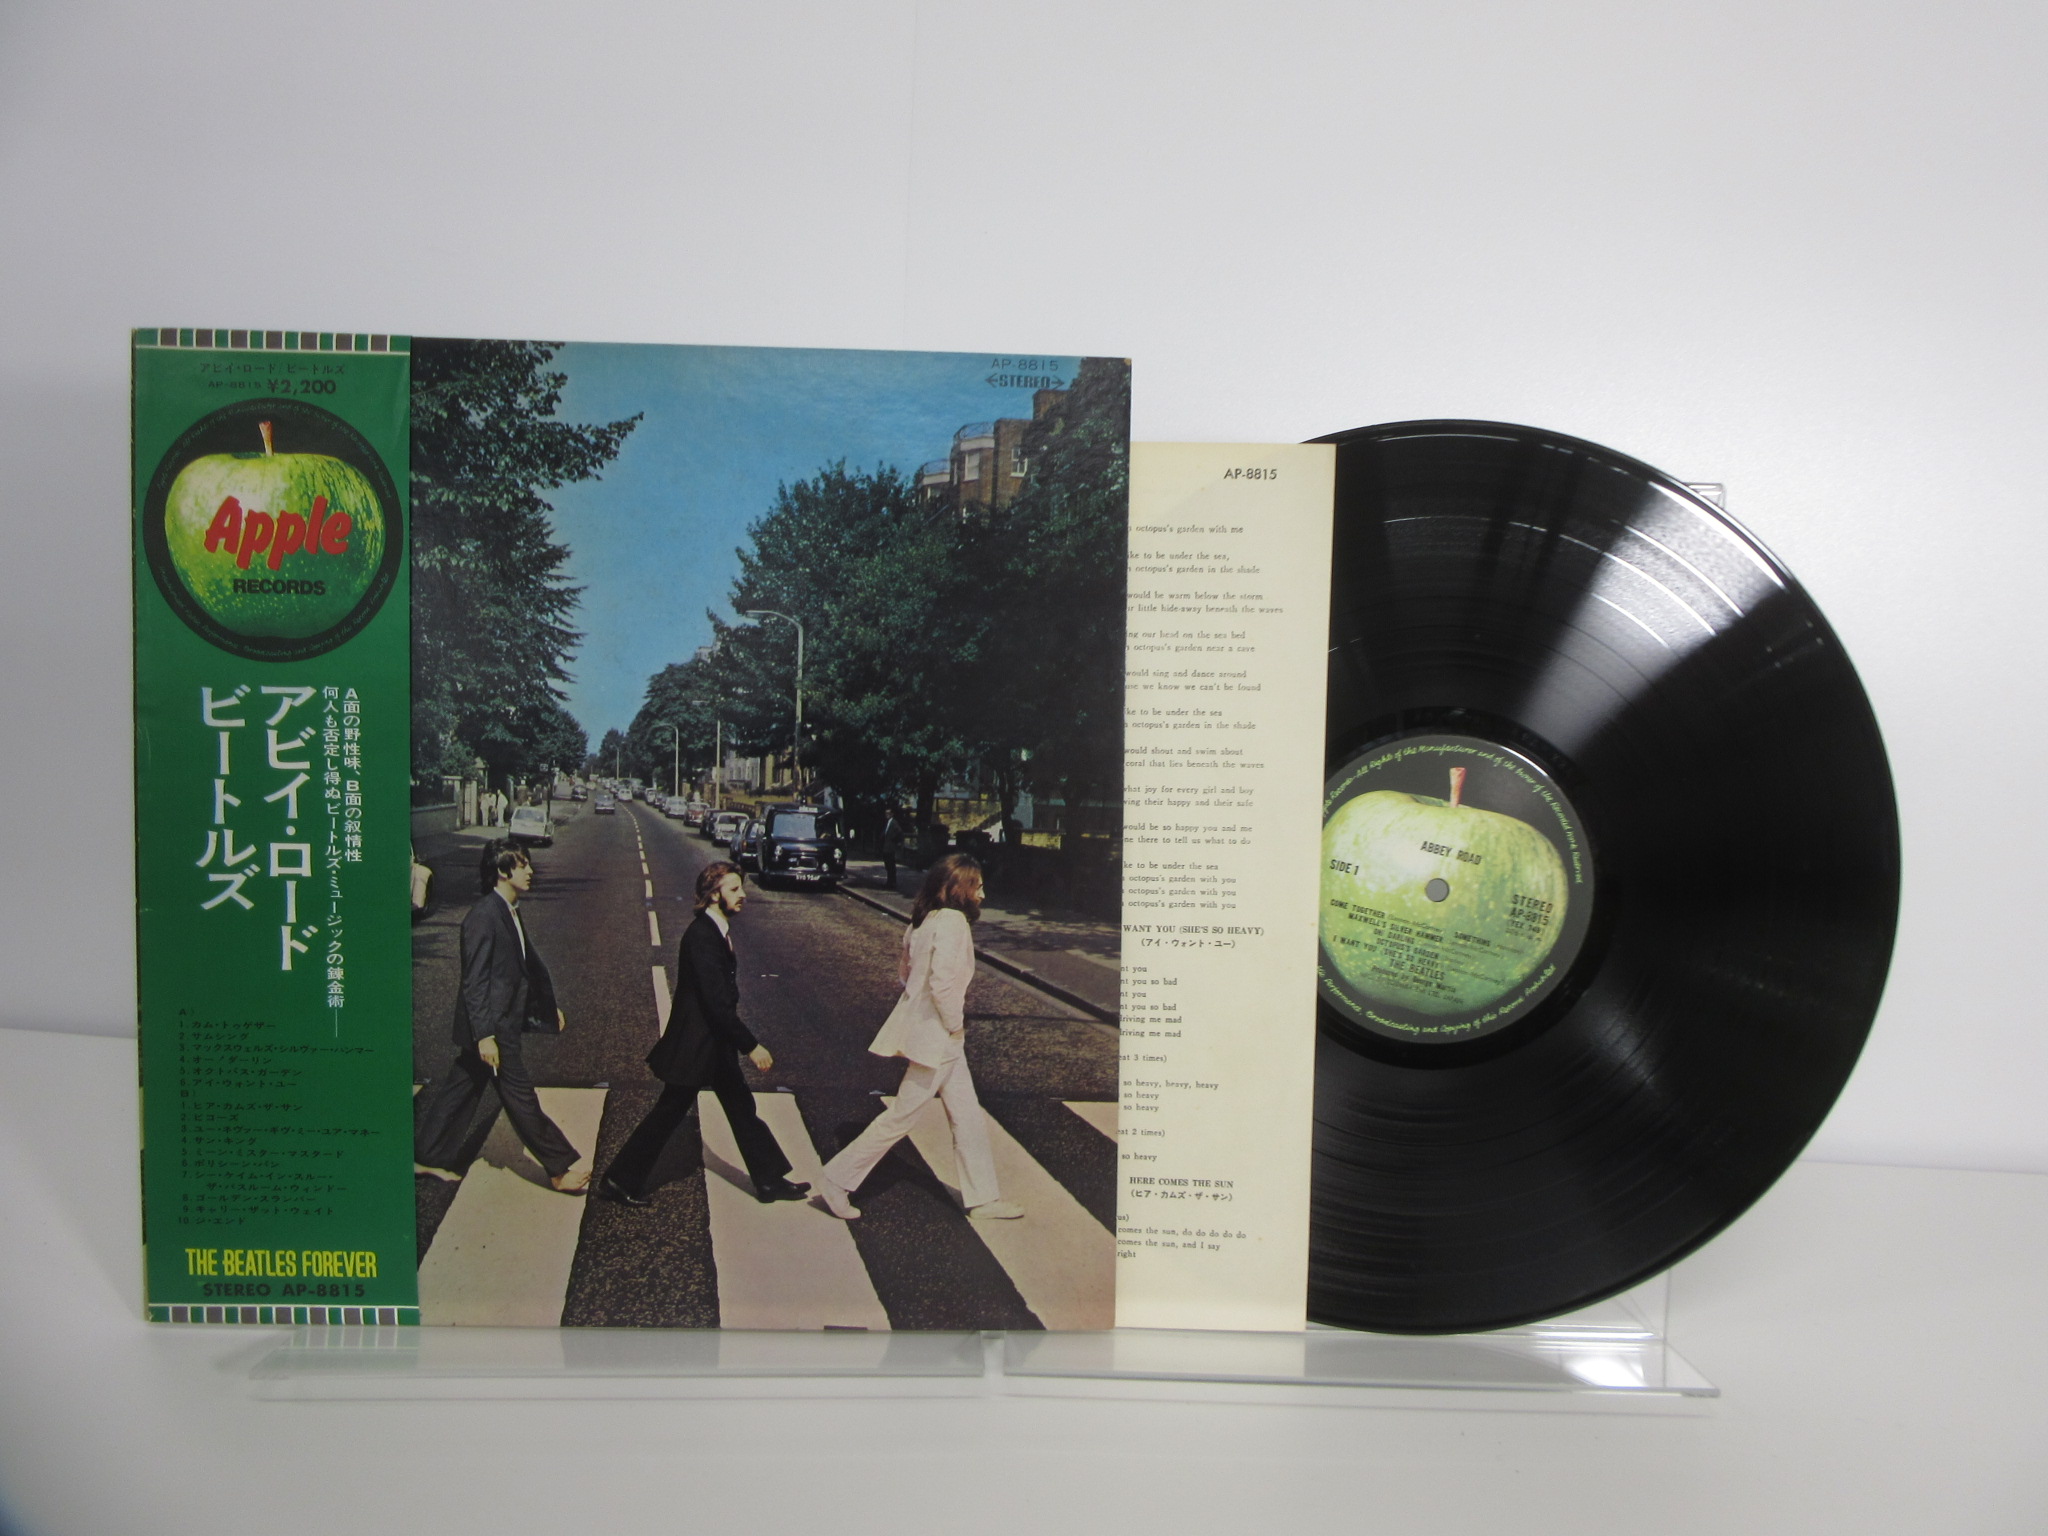 アビイ・ロード/ビートルズ
AP-8815 ¥2,200
Apple
RECORDS
A面の野性味、B面の叙情性
何人も否定し得ぬビートルズ・ミュージックの錬金術——
アビイ・ロード
ビートルズ
A:
1.カム・トゥゲザー
2.サムシング
3.マックスウェルズ・シルヴァー・ハンマー
4.オー!ダーリン
5.オクトパス・ガーデン
6.アイ・ウォント・ユー
B:
1.ヒア・カムズ・ザ・サン
2.ビコーズ
3.ユー・ネヴァー・ギヴ・ミー・ユア・マネー
4.サン・キング
5.ミーン・ミスター・マスタード
6.ポリシーン・パン
7.シー・ケイム・イン・スルー・
ザ・バスルーム・ウィンドー
8.ゴールデン・スランバー
9.キャリー・ザット・ウェイト
10.ジ・エンド
THE BEATLES FOREVER
STEREO AP-8815
AP-8815
STEREO
AP-8815
octopus's garden with me
to be under the sea,
octopus's garden in the shade
would be warm below the storm
little hide-away beneath the waves
our head on the sea bed
octopus's garden near a cave
would sing and dance around
we know we can't be found
to be under the sea
octopus's garden in the shade
would shout and swim about
coral that lies beneath the waves
joy for every girl and boy
their happy and their safe
would be so happy you and me
there to tell us what to do
to be under the sea
octopus's garden with you
octopus's garden with you
octopus's garden with you
WANT YOU (SHE'S SO HEAVY)
(アイ・ウォント・ユー)
you
you so bad
you
you so bad
driving me mad
driving me mad
3 times)
so heavy, heavy, heavy
so heavy
so heavy
2 times)
so heavy
HERE COMES THE SUN
(ヒア・カムズ・ザ・サン)
comes the sun, do do do do do
comes the sun, and I say
right
ABBEY ROAD
SIDE 1
STEREO
AP-8815
COME TOGETHER
SOMETHING
MAXWELL'S SILVER HAMMER
OH! DARLING
OCTOPUS'S GARDEN
I WANT YOU (SHE'S SO HEAVY)
THE BEATLES
Produced by George Martin